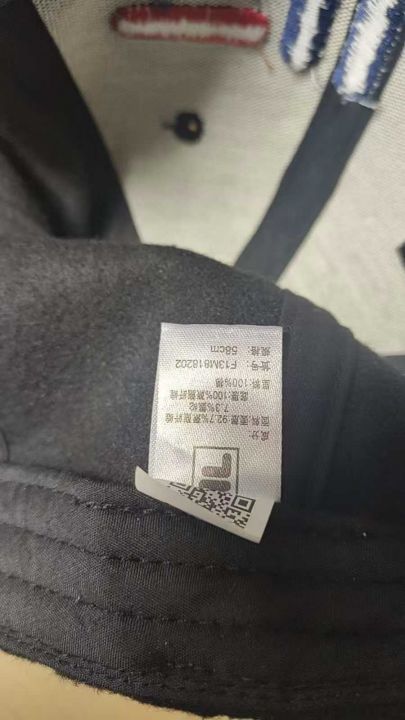 成分
面料:面层:92.7%聚酯纤维
7.3%氨纶
底层:100%聚酯纤维
里料:100%棉
货号: F13M818202
规格: 58cm